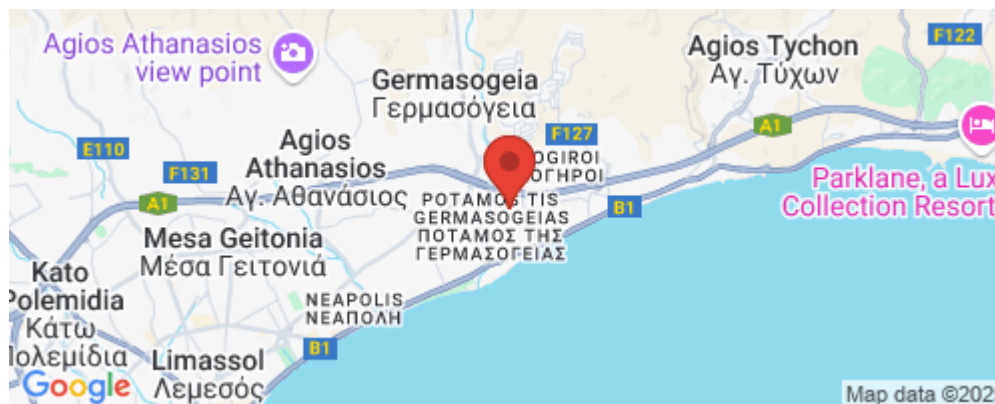 Agios Athanasios
view point
Germasogeia
Γερμασόγεια
Agios Tychon
Αγ. Τύχων
F122
A1
F127
E110
F131
Agios
Athanasios
Αγ. Αθανάσιος
OGIROI
ΟΓΗΡΟΙ
Parklane, a Lux
Collection Resort
A1
POTAMOS TIS
GERMASOGEIAS
ΠΟΤΑΜΟΣ ΤΗΣ
ΓΕΡΜΑΣΟΓΕΙΑΣ
B1
Mesa Geitonia
Μέσα Γειτονιά
Kato
Polemidia
Κάτω
Πολεμίδια
NEAPOLIS
ΝΕΑΠΟΛΗ
B1
Limassol
Λεμεσός
Google
Map data ©202